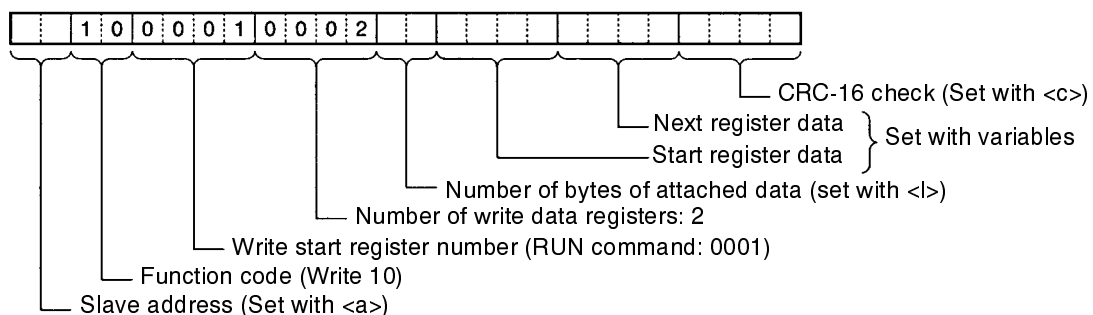 1 0 0 0 0 1 0 0 0 2
CRC-16 check (Set with <c>)
Next register data
Set with variables
Start register data
Number of bytes of attached data (set with <l>)
Number of write data registers: 2
Write start register number (RUN command: 0001)
Function code (Write 10)
Slave address (Set with <a>)